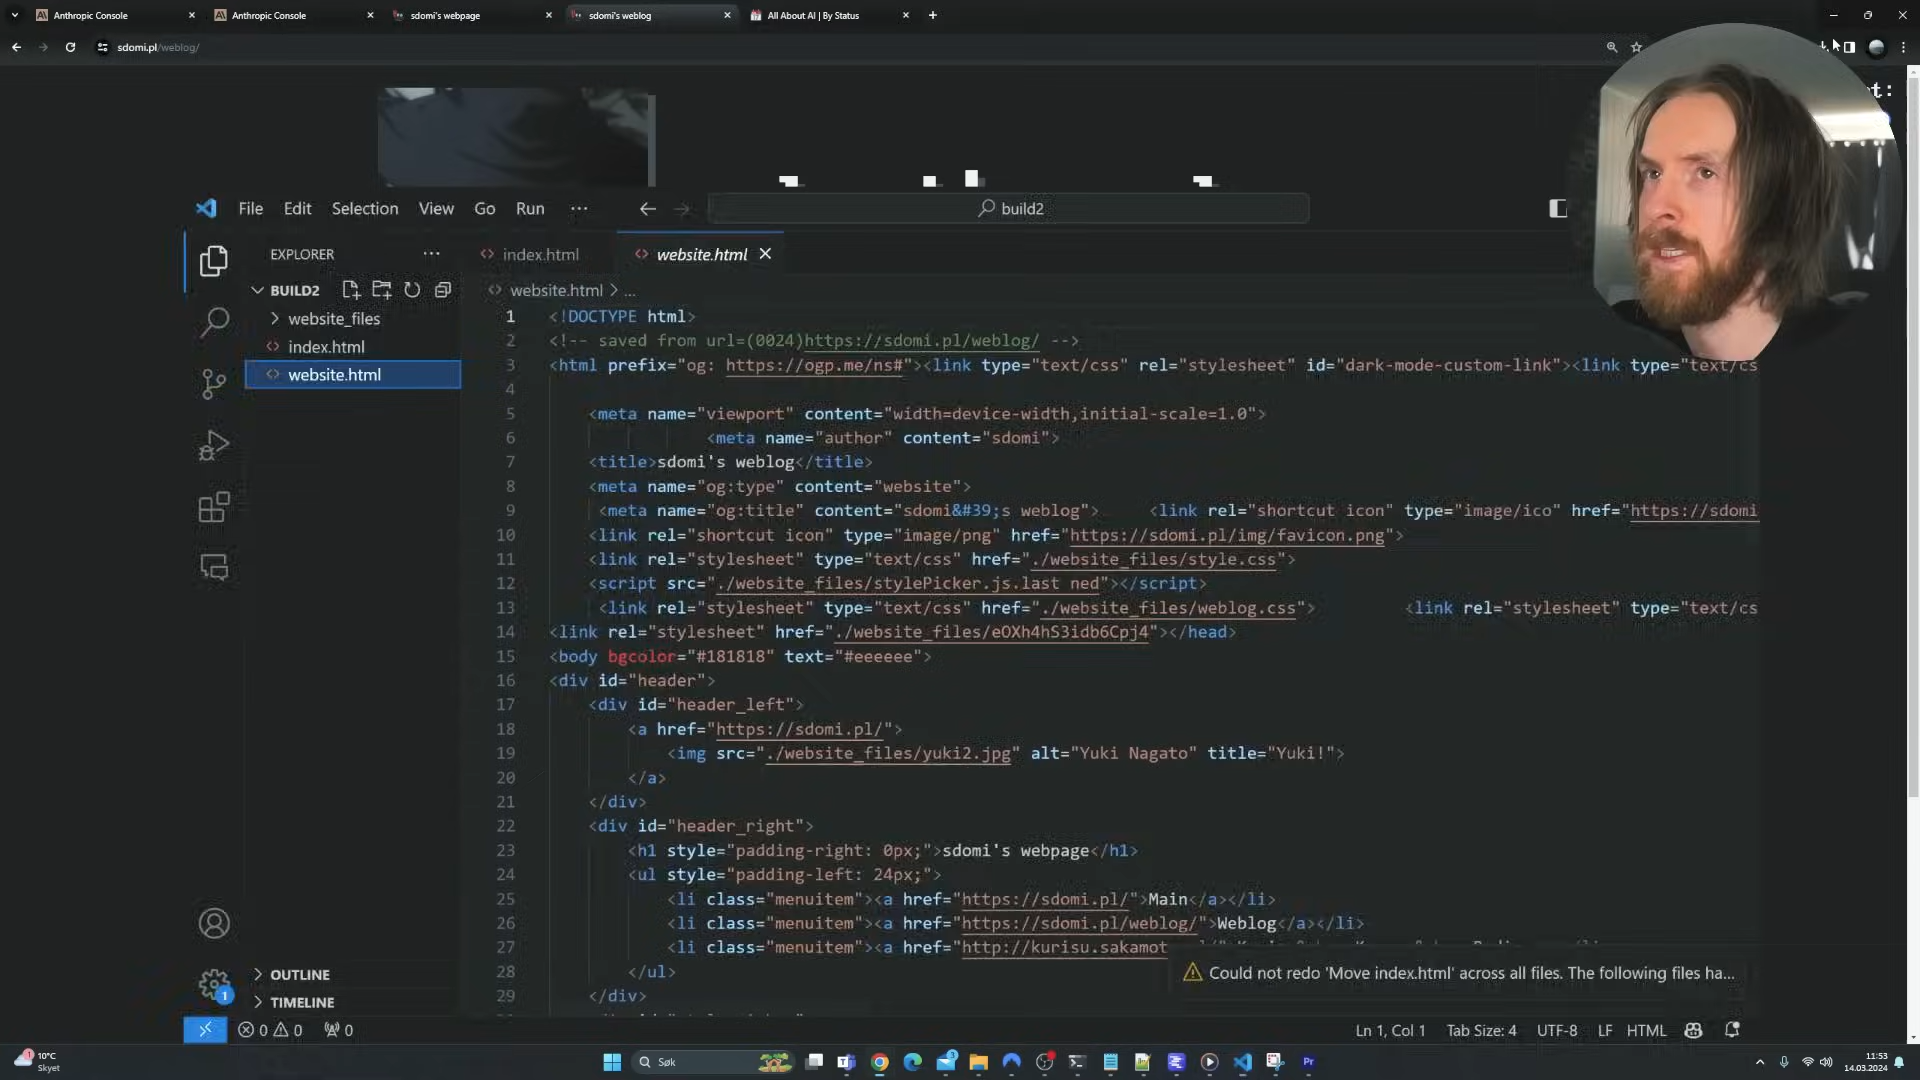 Anthropic Console
Anthropic Console
sdomi's webpage
sdomi's weblog
All About AI | By Status
sdomi.pl/weblog/
t:
File Edit Selection View Go Run ···
build2
EXPLORER ···
index.html
website.html
BUILD2
website.html > ...
website_files
index.html
website.html
1 <!DOCTYPE html>
2 <!-- saved from url=(0024)https://sdomi.pl/weblog/ -->
3 <html prefix="og: https://ogp.me/ns#"><link type="text/css" rel="stylesheet" id="dark-mode-custom-link"><link type="text/cs
4
5 <meta name="viewport" content="width=device-width,initial-scale=1.0">
6 <meta name="author" content="sdomi">
7 <title>sdomi's weblog</title>
8 <meta name="og:type" content="website">
9 <meta name="og:title" content="sdomi&#39;s weblog"> <link rel="shortcut icon" type="image/ico" href="https://sdomi
10 <link rel="shortcut icon" type="image/png" href="https://sdomi.pl/img/favicon.png">
11 <link rel="stylesheet" type="text/css" href="./website_files/style.css">
12 <script src="./website_files/stylePicker.js.last ned"></script>
13 <link rel="stylesheet" type="text/css" href="./website_files/weblog.css"> <link rel="stylesheet" type="text/cs
14 <link rel="stylesheet" href="./website_files/eOXh4hS3idb6Cpj4"></head>
15 <body bgcolor="#181818" text="#eeeeee">
16 <div id="header">
17 <div id="header_left">
18 <a href="https://sdomi.pl/">
19 <img src="./website_files/yuki2.jpg" alt="Yuki Nagato" title="Yuki!">
20 </a>
21 </div>
22 <div id="header_right">
23 <h1 style="padding-right: 0px;">sdomi's webpage</h1>
24 <ul style="padding-left: 24px;">
25 <li class="menuitem"><a href="https://sdomi.pl/">Main</a></li>
26 <li class="menuitem"><a href="https://sdomi.pl/weblog/">Weblog</a></li>
27 <li class="menuitem"><a href="http://kurisu.sakamot
28 </ul>
29 </div>
Could not redo 'Move index.html' across all files. The following files ha...
OUTLINE
TIMELINE
1
0 0 0
Ln 1, Col 1 Tab Size: 4 UTF-8 LF HTML
10°C
Skyet
Søk
Pr
11:53
14.03.2024